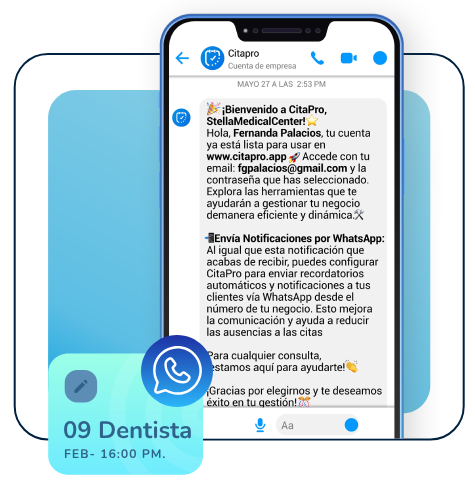 Citapro
Cuenta de empresa
MAYO 27 A LAS 2:53 PM
🎉 ¡Bienvenido a CitaPro,
StellaMedicalCenter!⭐
Hola, Fernanda Palacios, tu cuenta
ya está lista para usar en
www.citapro.app 🚀 Accede con tu
email: fgpalacios@gmail.com y la
contraseña que has seleccionado.
Explora las herramientas que te
ayudarán a gestionar tu negocio
demanera eficiente y dinámica.🛠
📲Envía Notificaciones por WhatsApp:
Al igual que esta notificación que
acabas de recibir, puedes configurar
CitaPro para enviar recordatorios
automáticos y notificaciones a tus
clientes vía WhatsApp desde el
número de tu negocio. Esto mejora
la comunicación y ayuda a reducir
las ausencias a las citas
Para cualquier consulta,
estamos aquí para ayudarte!👏
¡Gracias por elegirnos y te deseamos
éxito en tu gestión!🎊
Aa
09 Dentista
FEB- 16:00 PM.